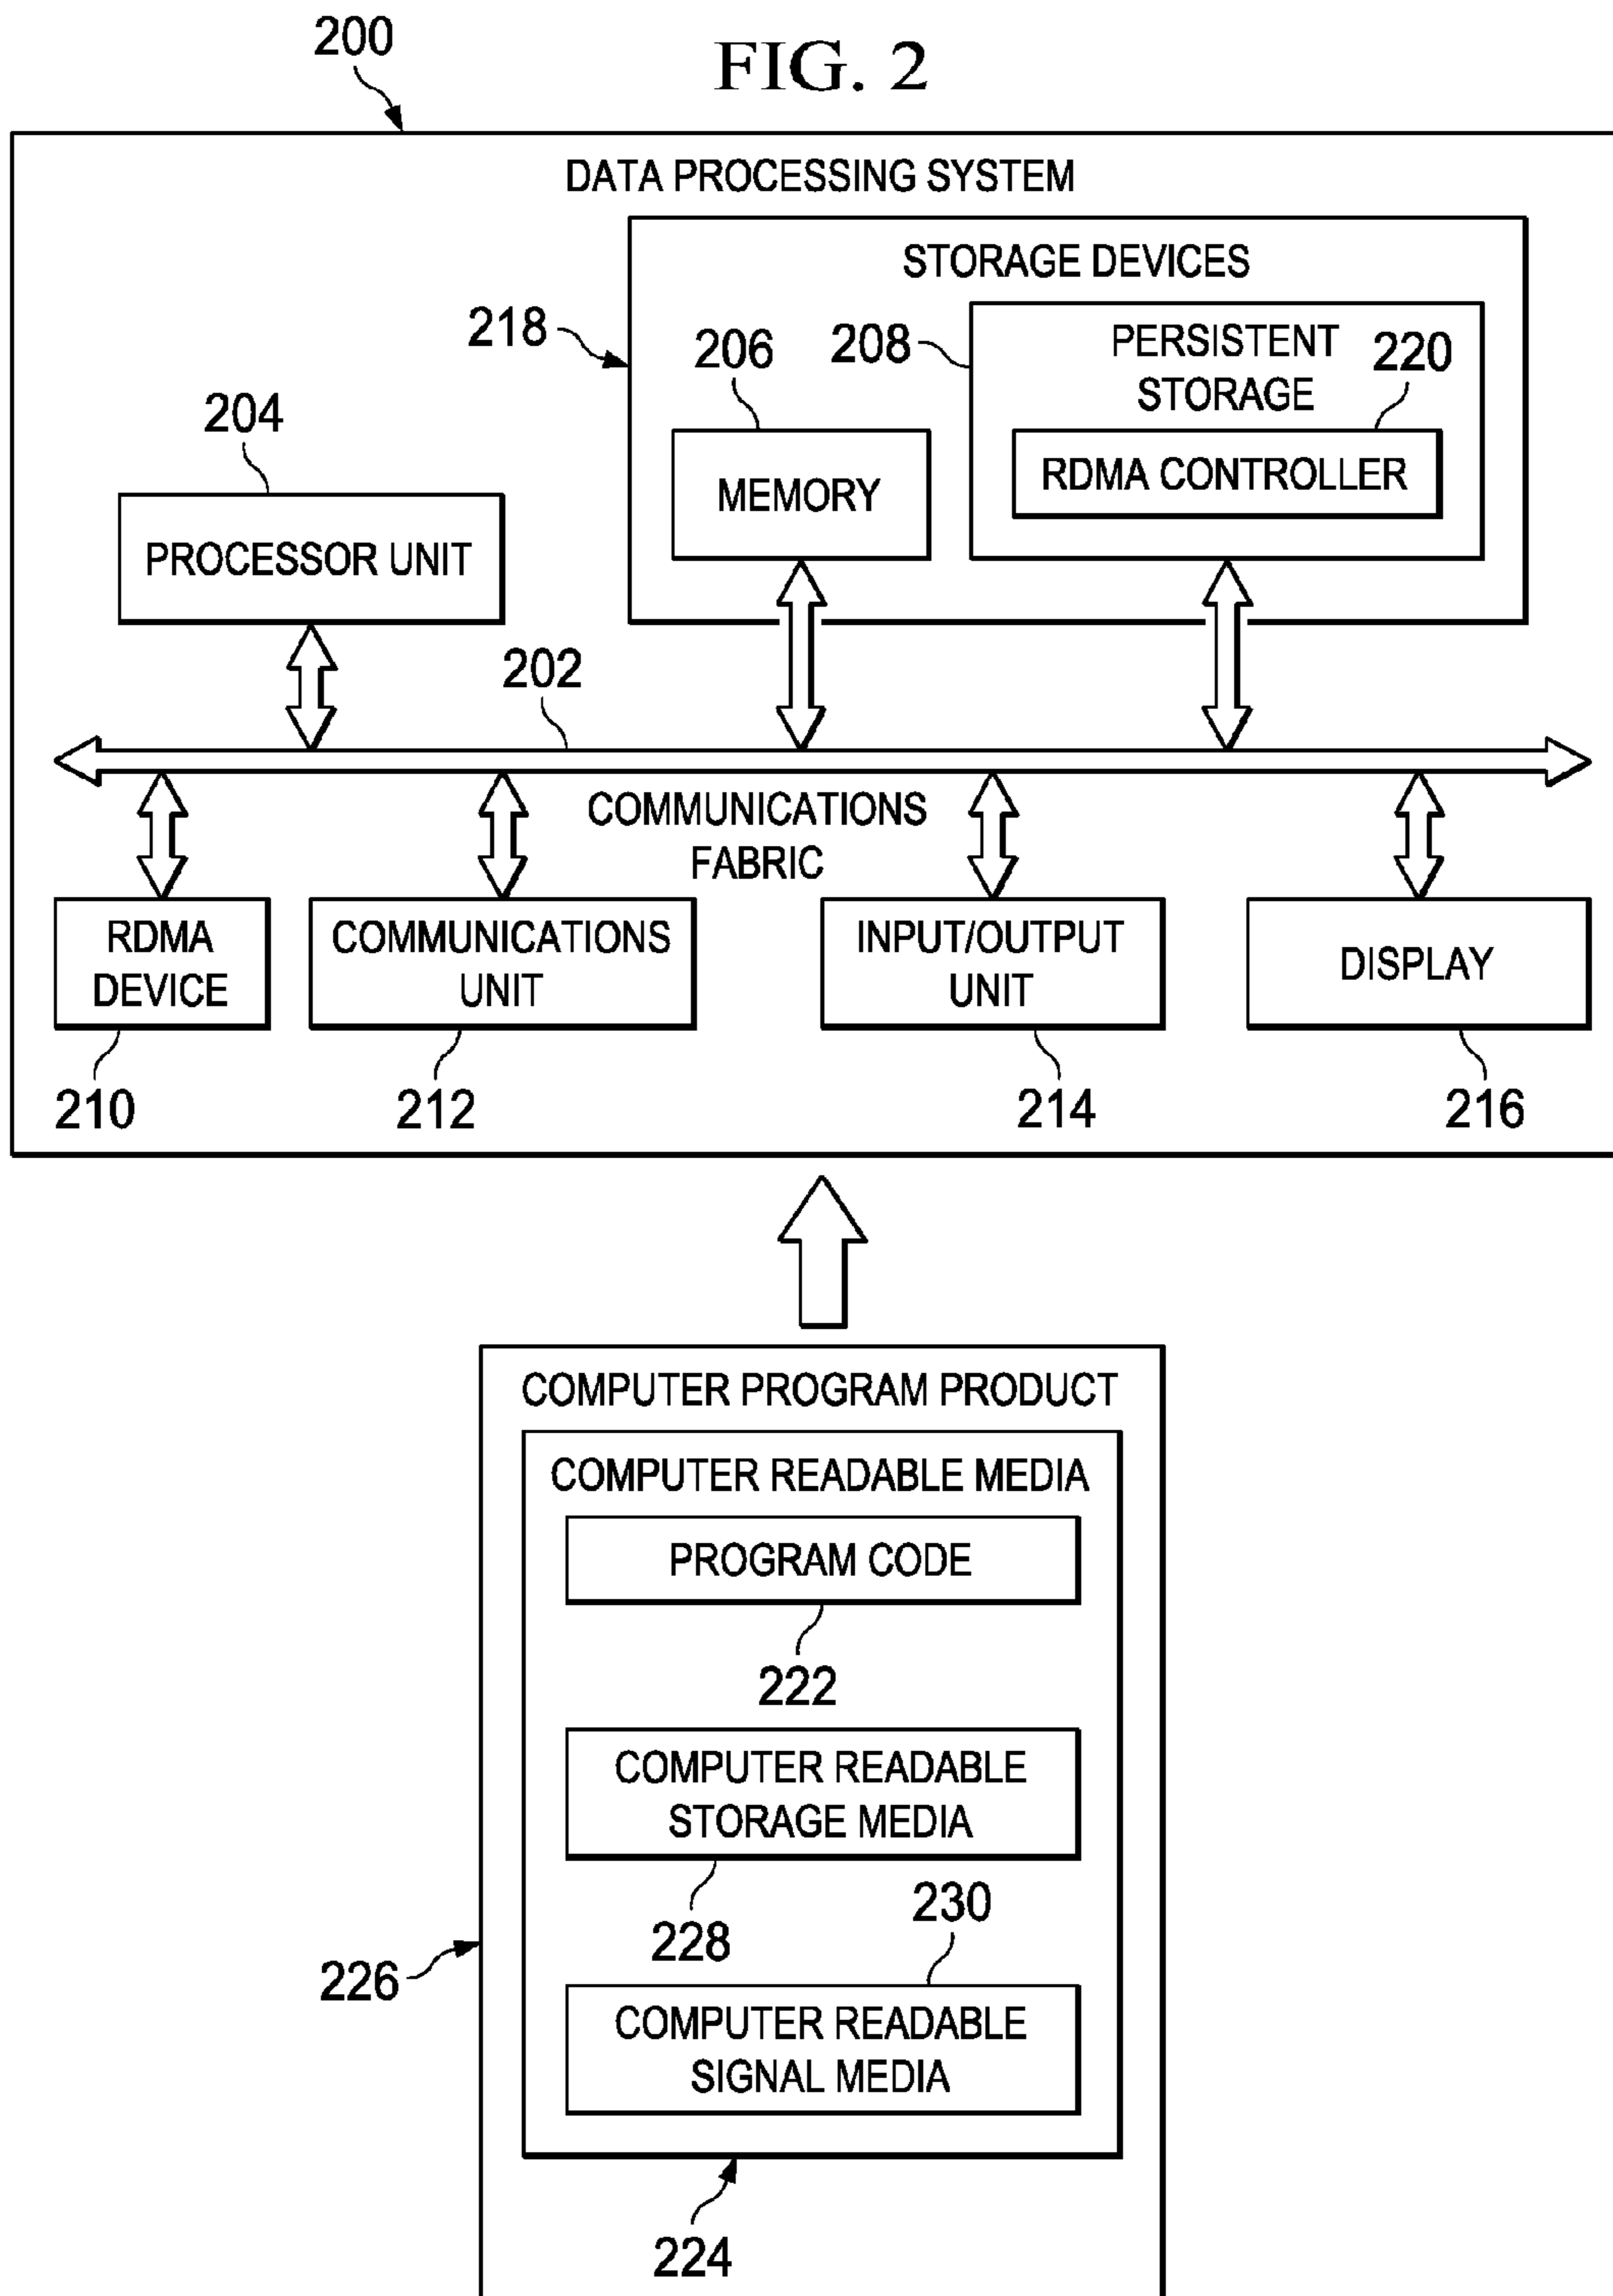 200
FIG. 2
DATA PROCESSING SYSTEM
STORAGE DEVICES
218
206
208
PERSISTENT
STORAGE
220
204
MEMORY
RDMA CONTROLLER
PROCESSOR UNIT
202
COMMUNICATIONS
FABRIC
RDMA
DEVICE
COMMUNICATIONS
UNIT
INPUT/OUTPUT
UNIT
DISPLAY
210
212
214
216
COMPUTER PROGRAM PRODUCT
COMPUTER READABLE MEDIA
PROGRAM CODE
222
COMPUTER READABLE
STORAGE MEDIA
228
230
226
COMPUTER READABLE
SIGNAL MEDIA
224